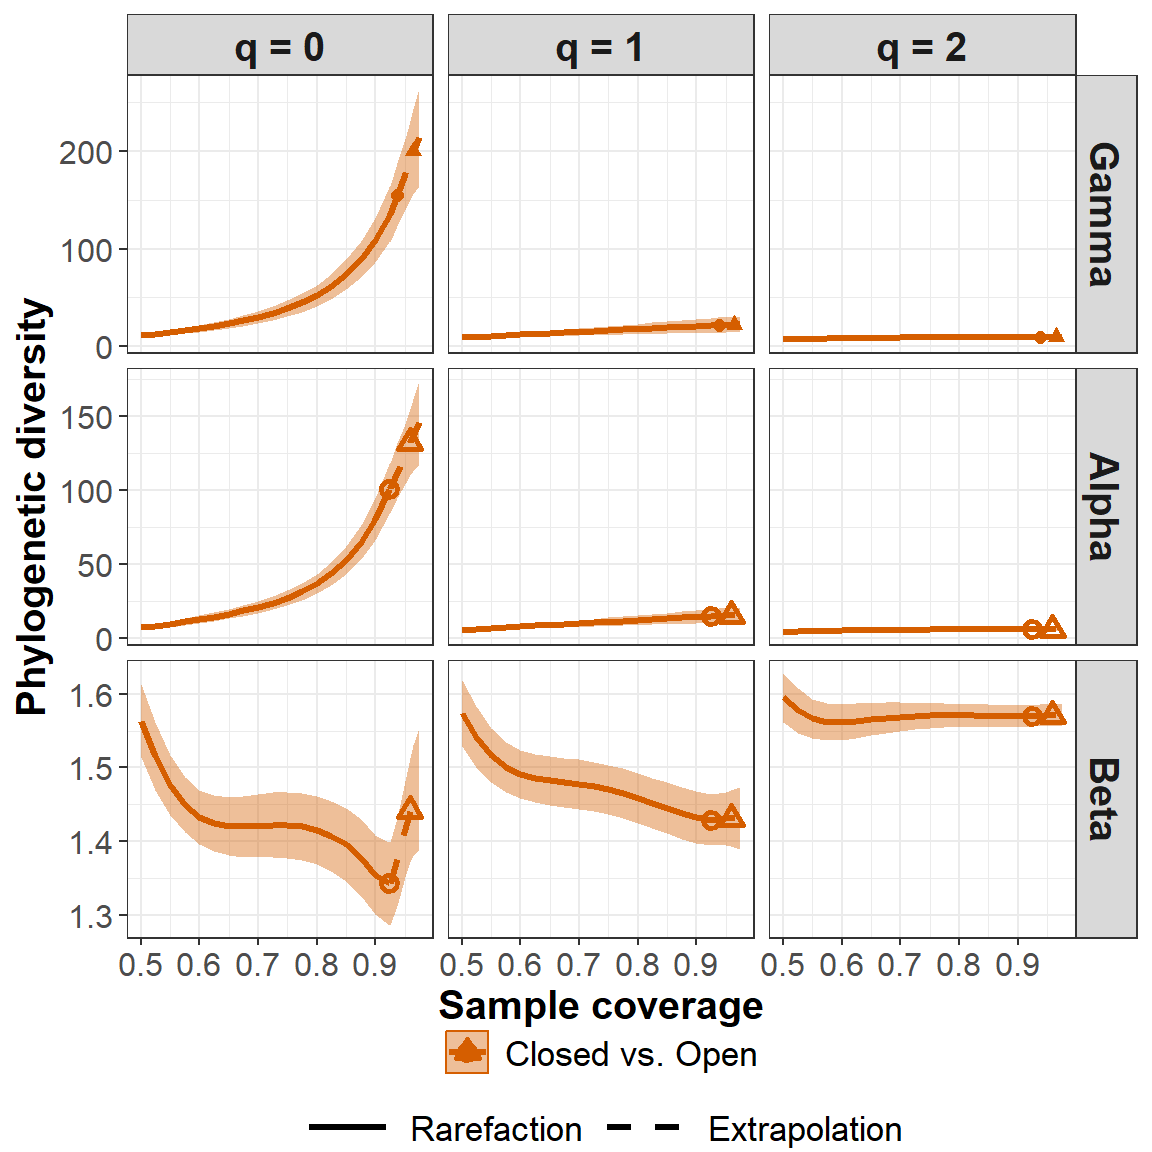 q = 0 q = 1 q = 2
Phylogenetic diversity
200
100
0
Gamma
150
100
50
0
Alpha
1.6
1.5
1.4
1.3
Beta
0.5 0.6 0.7 0.8 0.9 0.5 0.6 0.7 0.8 0.9 0.5 0.6 0.7 0.8 0.9
Sample coverage
Closed vs. Open
Rarefaction Extrapolation